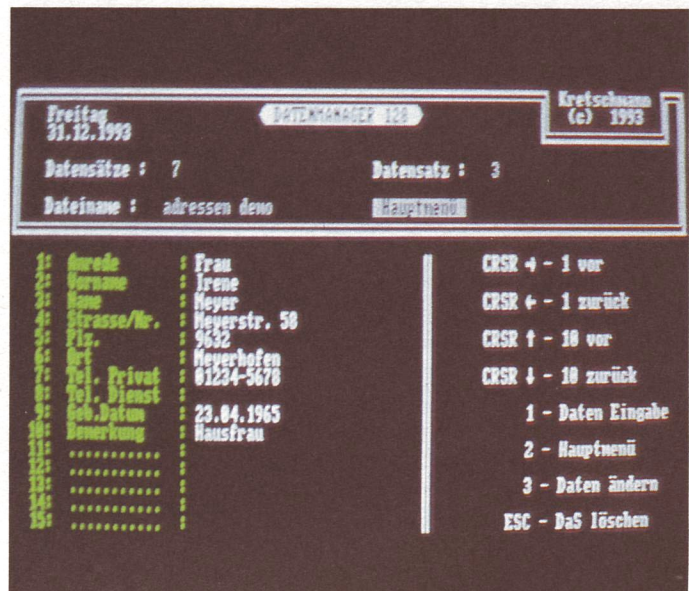 Freitag
31.12.1993
DATENMANAGER 128
Kretschmann
(c) 1993
Datensätze : 7
Datensatz : 3
Dateiname : adressen demo
Hauptmenü
1: Anrede : Frau
2: Vorname : Irene
3: Name : Meyer
4: Strasse/Nr. : Meyerstr. 58
5: Plz. : 9632
6: Ort : Meyerhofen
7: Tel. Privat : 01234-5678
8: Tel. Dienst :
9: Geb.Datum : 23.04.1965
10: Bemerkung : Hausfrau
11: ........... :
12: ........... :
13: ........... :
14: ........... :
15: ........... :
CRSR → - 1 vor
CRSR ← - 1 zurück
CRSR ↑ - 10 vor
CRSR ↓ - 10 zurück
1 - Daten Eingabe
2 - Hauptmenü
3 - Daten ändern
ESC - DaS löschen